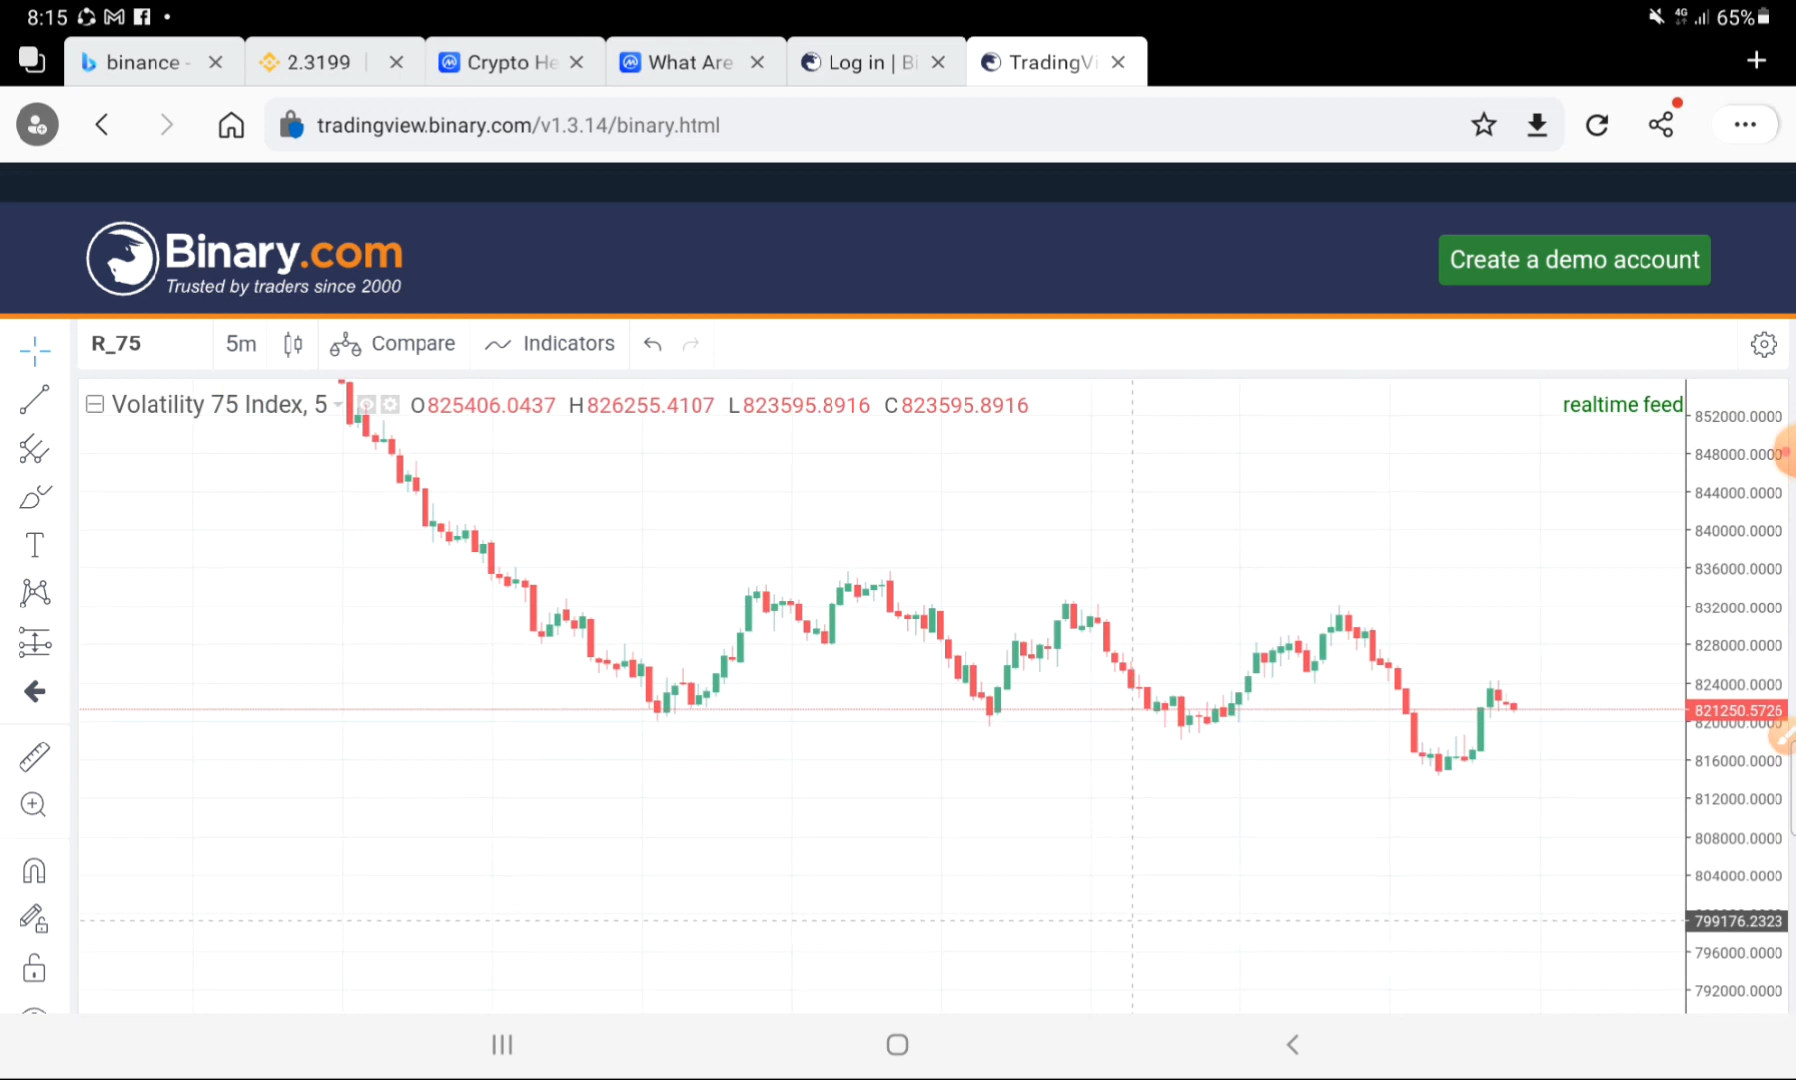 8:15
4G
65%
binance -
2.3199
Crypto He
What Are
Log in | Bi
TradingVi
tradingview.binary.com/v1.3.14/binary.html
Binary.com
Trusted by traders since 2000
Create a demo account
R_75
5m
Compare
Indicators
Volatility 75 Index, 5
O825406.0437 H826255.4107 L823595.8916 C823595.8916
realtime feed
852000.0000
848000.0000
844000.0000
840000.0000
836000.0000
832000.0000
828000.0000
824000.0000
821250.5726
820000.0000
816000.0000
812000.0000
808000.0000
804000.0000
799176.2323
796000.0000
792000.0000